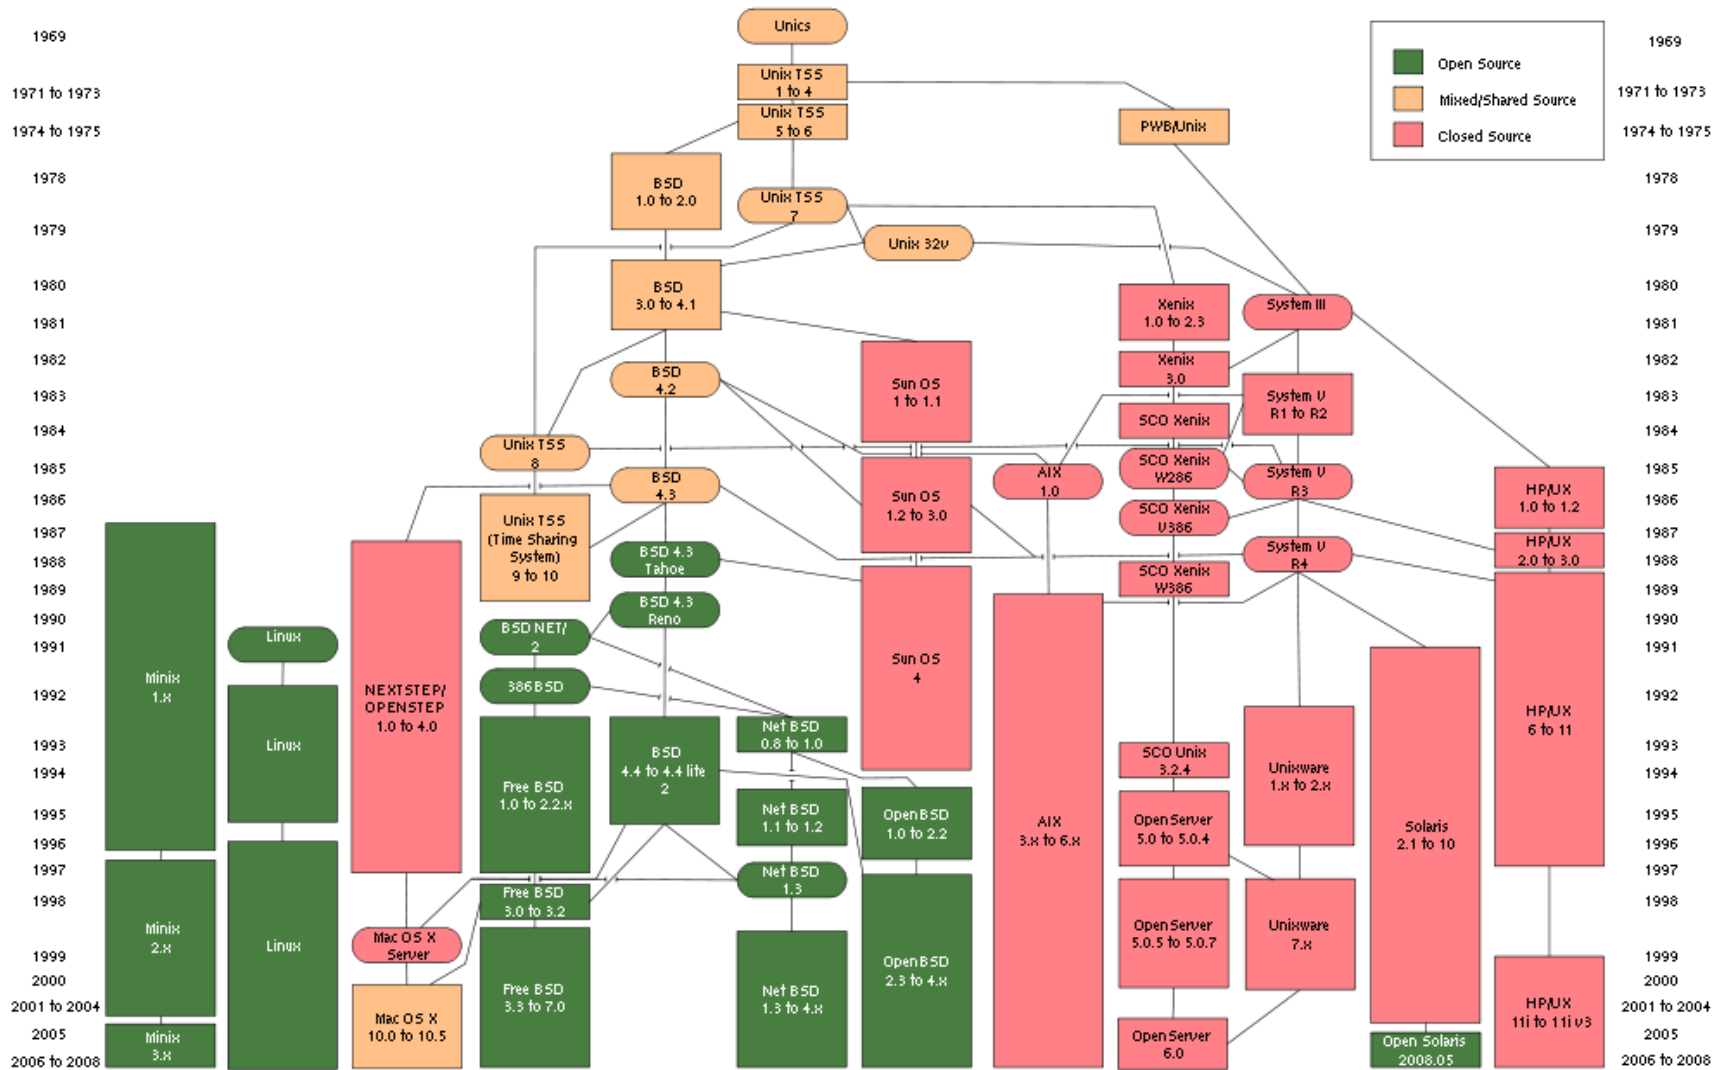 1969
Unics
1969
Open Source
Mixed/Shared Source
Closed Source
1971 to 1973
Unix TSS
1 to 4
1971 to 1973
1974 to 1975
Unix TSS
5 to 6
PWB/Unix
1974 to 1975
1978
BSD
1.0 to 2.0
Unix TSS
7
1978
1979
Unix 32v
1979
1980
BSD
3.0 to 4.1
Xenix
1.0 to 2.3
System III
1980
1981
1981
1982
BSD
4.2
Sun OS
1 to 1.1
Xenix
3.0
1982
1983
System V
R1 to R2
1983
1984
SCO Xenix
1984
Unix TSS
8
1985
BSD
4.3
AIX
1.0
SCO Xenix
W286
System V
R3
1985
1986
Sun OS
1.2 to 3.0
HP/UX
1.0 to 1.2
1986
1987
Unix TSS
(Time Sharing
System)
9 to 10
SCO Xenix
V386
1987
1988
BSD 4.3
Tahoe
System V
R4
HP/UX
2.0 to 3.0
1988
1989
SCO Xenix
W386
1989
1990
BSD 4.3
Reno
1990
1991
Linux
BSD NET/
2
1991
Minix
1.x
NEXTSTEP/
OPENSTEP
1.0 to 4.0
386BSD
Sun OS
4
1992
1992
HP/UX
6 to 11
1993
Linux
BSD
4.4 to 4.4 lite
2
Net BSD
0.8 to 1.0
SCO Unix
3.2.4
1993
1994
Free BSD
1.0 to 2.2.x
Unixware
1.x to 2.x
1994
1995
Net BSD
1.1 to 1.2
Open BSD
1.0 to 2.2
AIX
3.x to 6.x
Open Server
5.0 to 5.0.4
Solaris
2.1 to 10
1995
1996
1996
1997
Net BSD
1.3
1997
1998
Free BSD
3.0 to 3.2
1998
Minix
2.x
Linux
Mac OS X
Server
Open Server
5.0.5 to 5.0.7
Unixware
7.x
1999
Open BSD
2.3 to 4.x
1999
2000
Free BSD
3.3 to 7.0
Net BSD
1.3 to 4.x
2000
2001 to 2004
Mac OS X
10.0 to 10.5
HP/UX
11i to 11i v3
2001 to 2004
2005
Minix
3.x
Open Server
6.0
Open Solaris
2008.05
2005
2006 to 2008
2006 to 2008